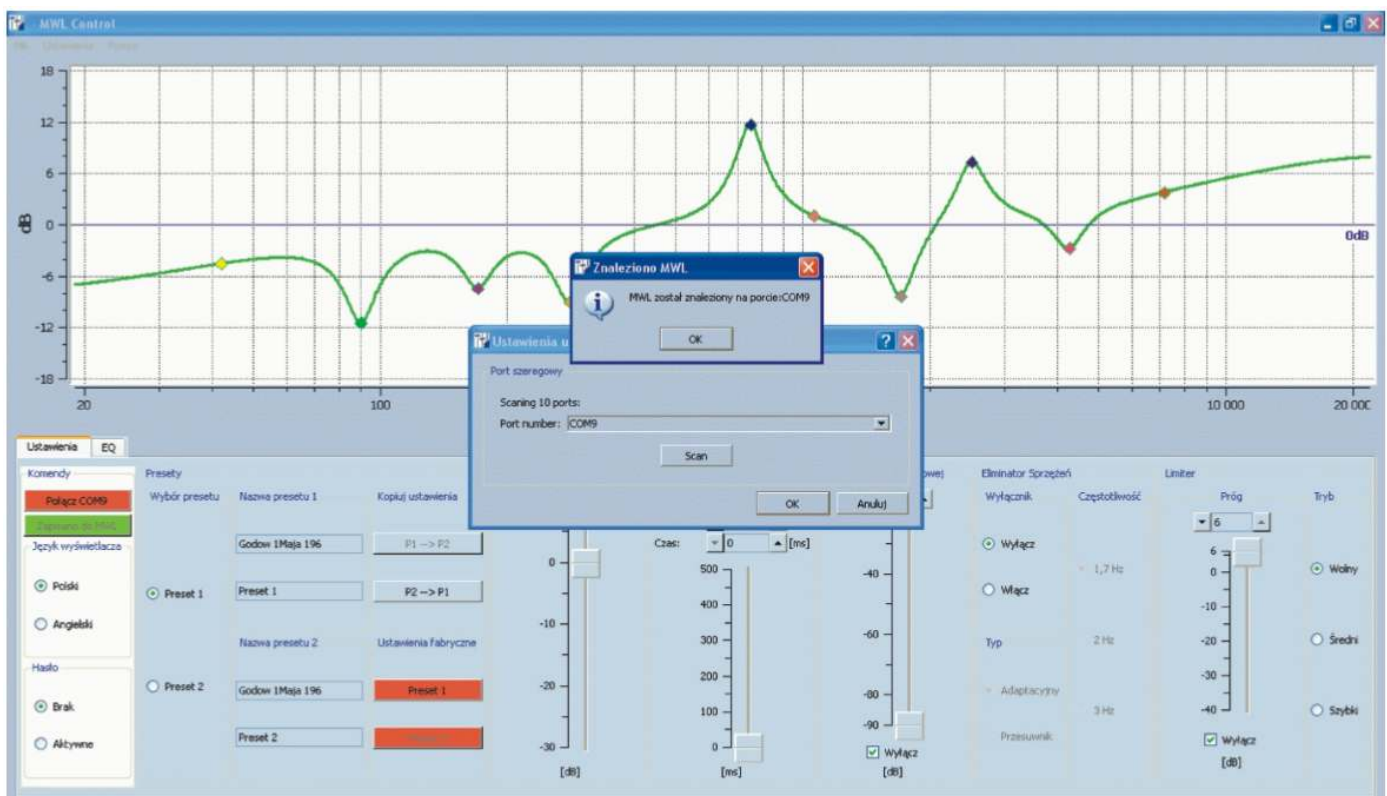 MWL Control
18
12
6
0
-6
-12
-18
dB
0dB
20
100
10 000
Znaleziono MWL
MWL został znaleziony na porcie:COM9
OK
Ustawienia u
Port szeregowy
Scaning 10 ports:
Port number: COM9
Scan
OK
Anuluj
Ustawienia
EQ
Komendy
Połącz COM9
Zapisano do MWL
Język wyświetlacza
Polski
Angielski
Hasło
Brak
Aktywne
Presety
Wybór presetu
Preset 1
Preset 2
Nazwa presetu 1
Godow 1Maja 196
Preset 1
Nazwa presetu 2
Godow 1Maja 196
Preset 2
Kopiuj ustawienia
P1 --> P2
P2 --> P1
Ustawienia fabryczne
Preset 1
0
-10
-20
-30
[dB]
Czas: 0 [ms]
500
400
300
200
100
0
[ms]
-40
-60
-80
-90
Wyłącz
[dB]
Eliminator Sprzężeń
Wyłącznik
Wyłącz
Włącz
Typ
Adaptacyjny
Przesuwnik
Częstotliwość
1,7 Hz
2 Hz
3 Hz
Limiter
Próg
6
6
0
-10
-20
-30
-40
Wyłącz
[dB]
Tryb
Wolny
Średni
Szybki